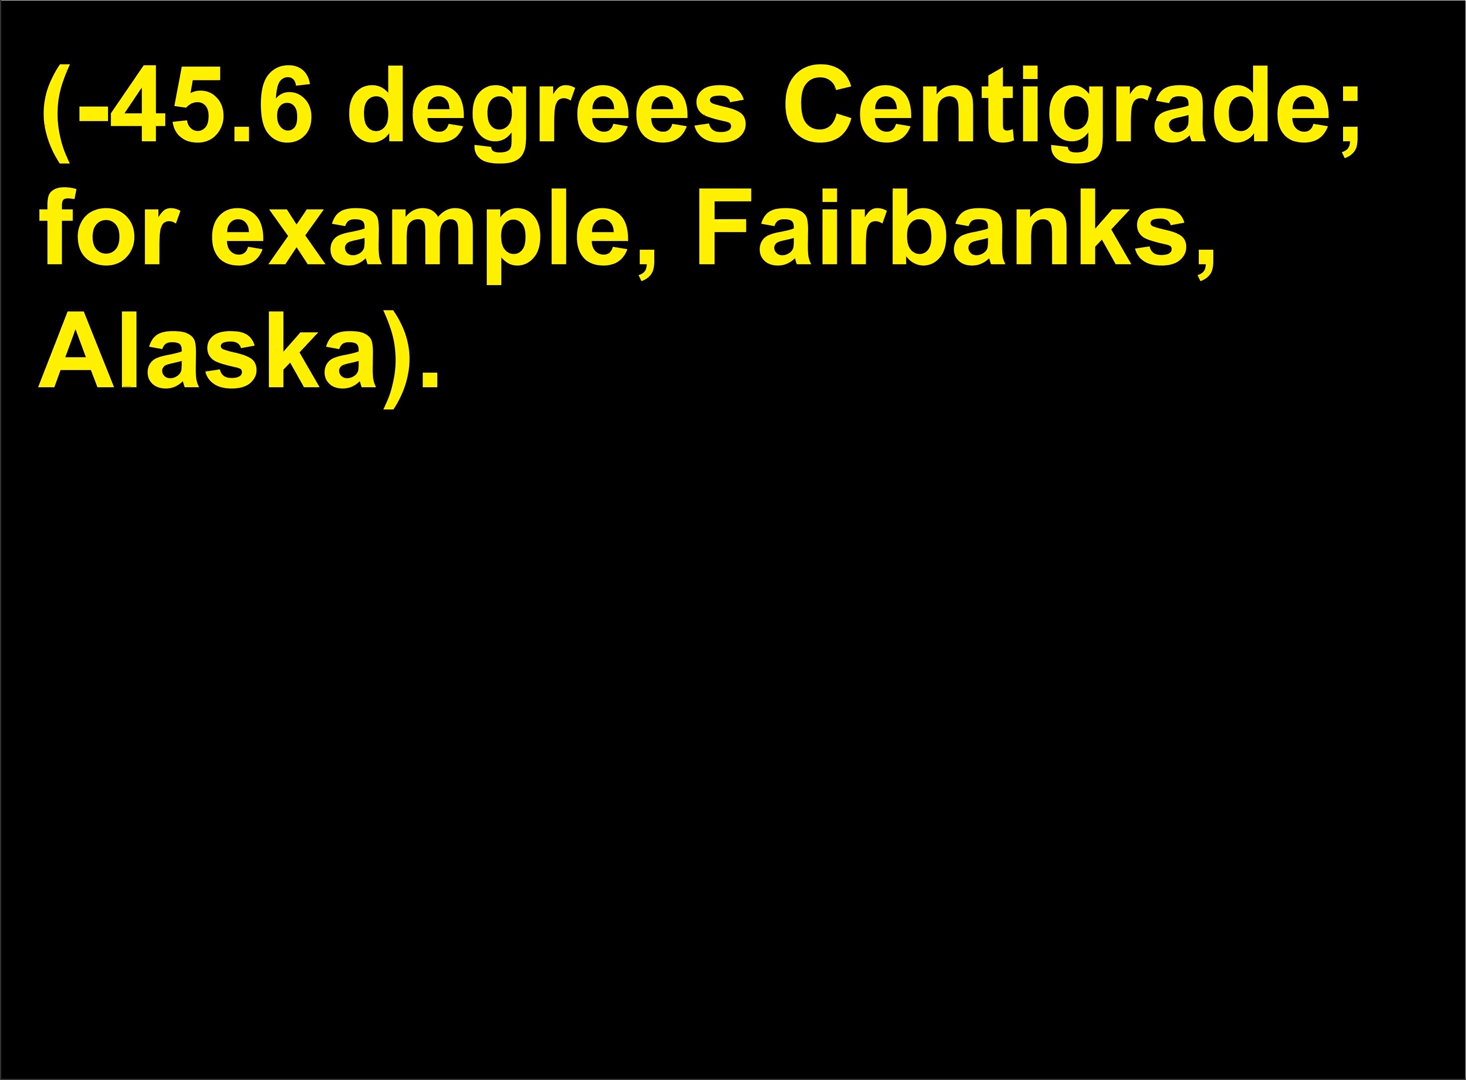 (-45.6 degrees Centigrade;
for example, Fairbanks,
Alaska).